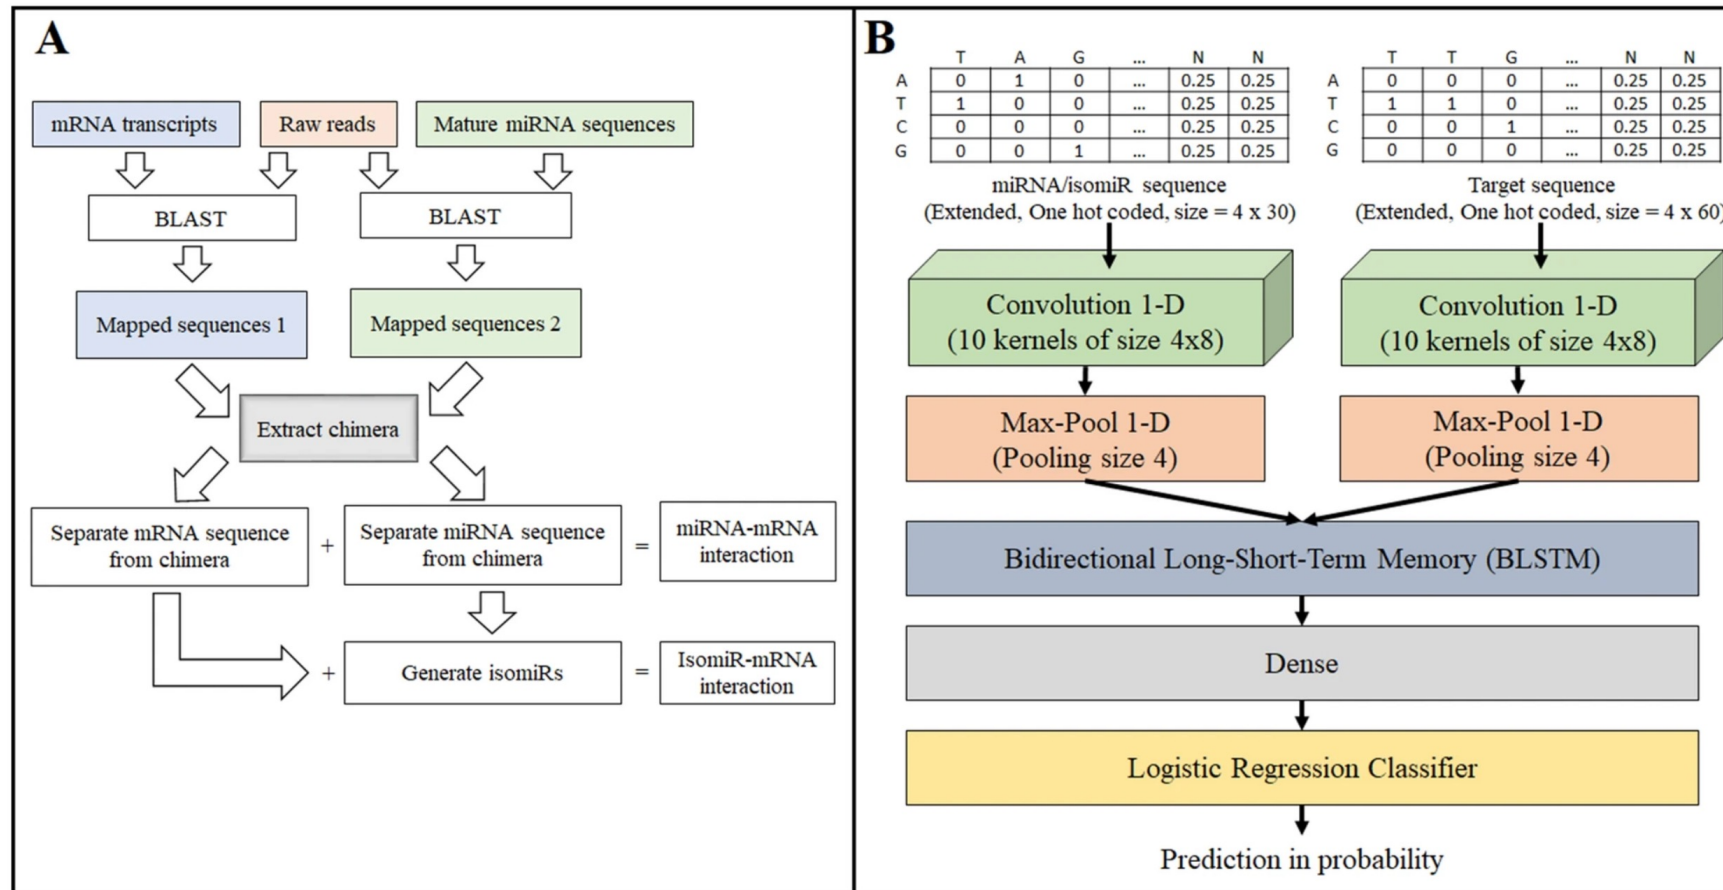 A
mRNA transcripts
Raw reads
Mature miRNA sequences
BLAST
BLAST
Mapped sequences 1
Mapped sequences 2
Extract chimera
Separate mRNA sequence
from chimera
+
Separate miRNA sequence
from chimera
=
miRNA-mRNA
interaction
+
Generate isomiRs
=
IsomiR-mRNA
interaction
B
T A G ... N N
A 0 1 0 ... 0.25 0.25
T 1 0 0 ... 0.25 0.25
C 0 0 0 ... 0.25 0.25
G 0 0 1 ... 0.25 0.25
miRNA/isomiR sequence
(Extended, One hot coded, size = 4 x 30)
T T G ... N N
A 0 0 0 ... 0.25 0.25
T 1 1 0 ... 0.25 0.25
C 0 0 1 ... 0.25 0.25
G 0 0 0 ... 0.25 0.25
Target sequence
(Extended, One hot coded, size = 4 x 60)
Convolution 1-D
(10 kernels of size 4x8)
Convolution 1-D
(10 kernels of size 4x8)
Max-Pool 1-D
(Pooling size 4)
Max-Pool 1-D
(Pooling size 4)
Bidirectional Long-Short-Term Memory (BLSTM)
Dense
Logistic Regression Classifier
Prediction in probability